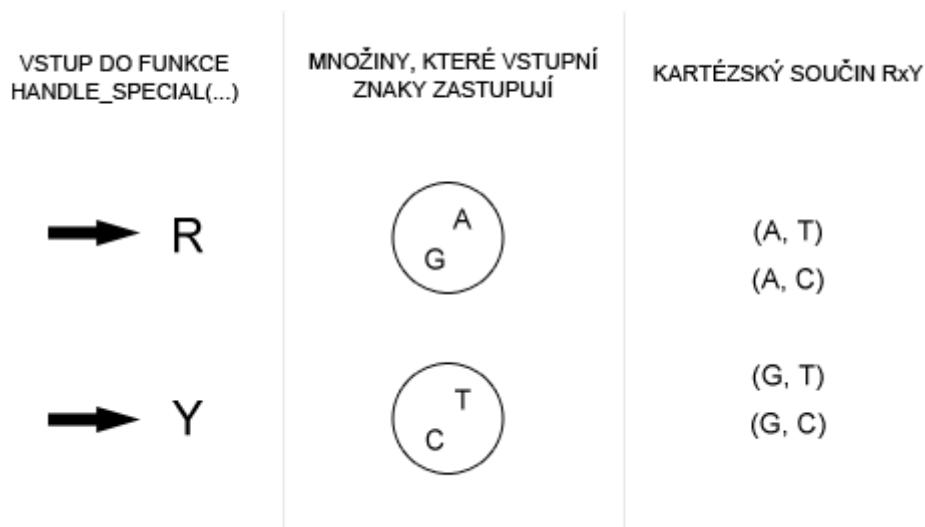 VSTUP DO FUNKCE
HANDLE_SPECIAL(...)
MNOŽINY, KTERÉ VSTUPNÍ
ZNAKY ZASTUPUJÍ
KARTÉZSKÝ SOUČIN RxY
R
A
G
(A, T)
(A, C)
Y
T
C
(G, T)
(G, C)